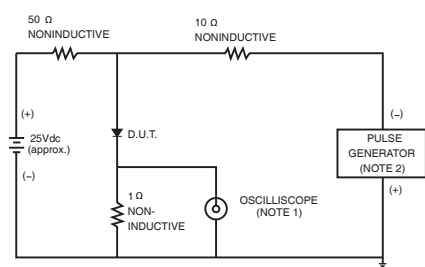 50 Ω
NONINDUCTIVE
10 Ω
NONINDUCTIVE
(+)
25Vdc
(approx.)
(−)
D.U.T.
1 Ω
NON-
INDUCTIVE
OSCILLISCOPE
(NOTE 1)
(−)
PULSE
GENERATOR
(NOTE 2)
(+)